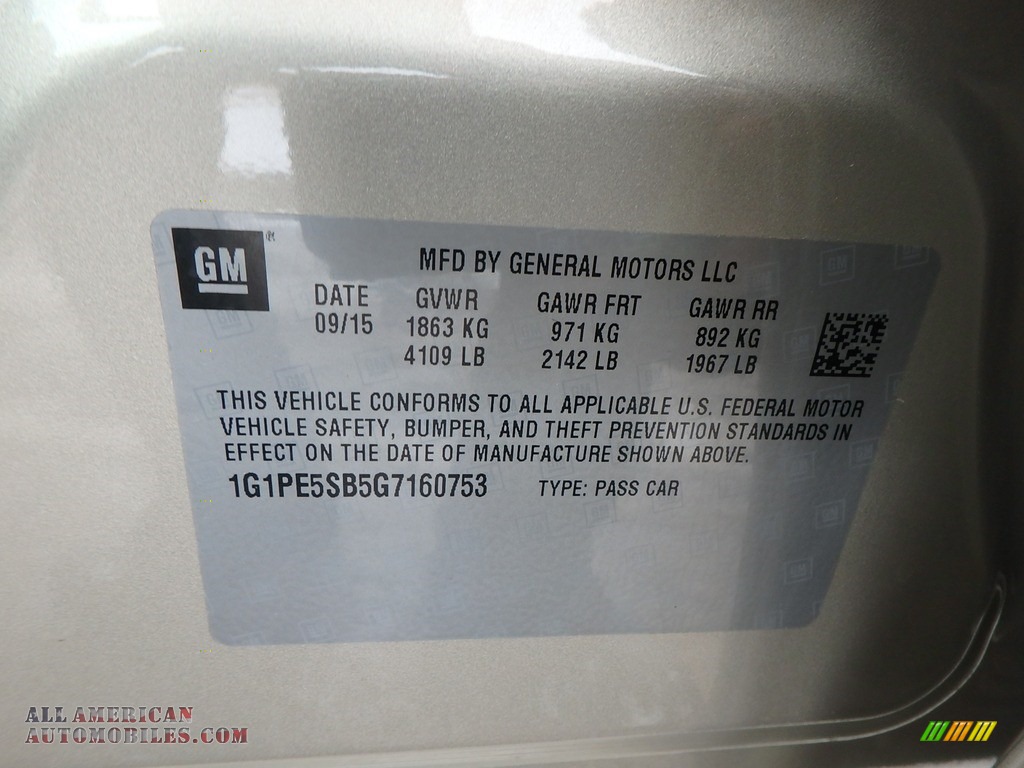 GM ®
MFD BY GENERAL MOTORS LLC
DATE GVWR GAWR FRT GAWR RR
09/15 1863 KG 971 KG 892 KG
4109 LB 2142 LB 1967 LB
THIS VEHICLE CONFORMS TO ALL APPLICABLE U.S. FEDERAL MOTOR
VEHICLE SAFETY, BUMPER, AND THEFT PREVENTION STANDARDS IN
EFFECT ON THE DATE OF MANUFACTURE SHOWN ABOVE.
1G1PE5SB5G7160753 TYPE: PASS CAR
ALL AMERICAN
AUTOMOBILES.COM